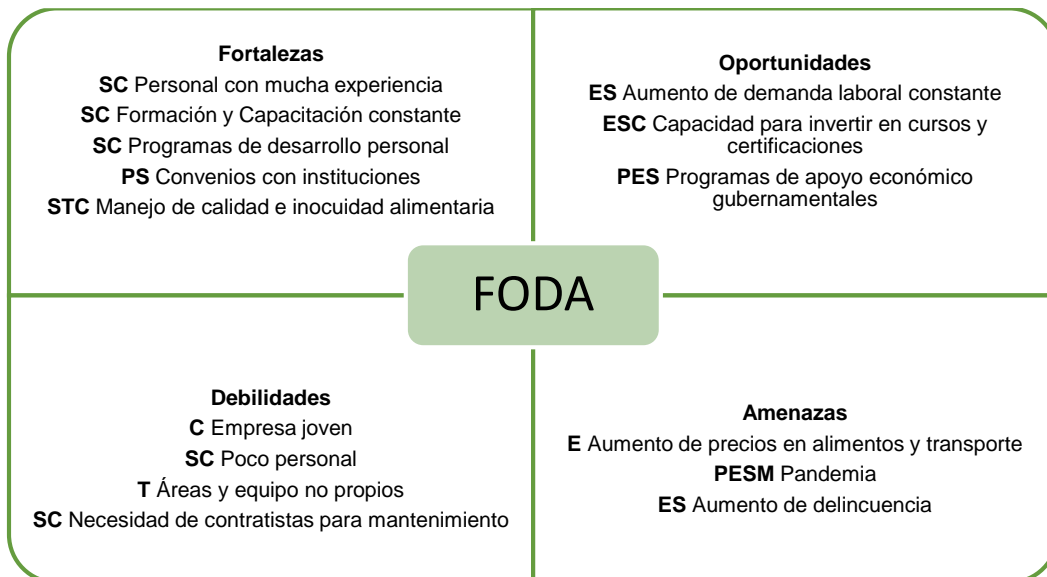 Fortalezas
SC Personal con mucha experiencia
SC Formación y Capacitación constante
SC Programas de desarrollo personal
PS Convenios con instituciones
STC Manejo de calidad e inocuidad alimentaria
Oportunidades
ES Aumento de demanda laboral constante
ESC Capacidad para invertir en cursos y
certificaciones
PES Programas de apoyo económico
gubernamentales
FODA
Debilidades
C Empresa joven
SC Poco personal
T Áreas y equipo no propios
SC Necesidad de contratistas para mantenimiento
Amenazas
E Aumento de precios en alimentos y transporte
PESM Pandemia
ES Aumento de delincuencia